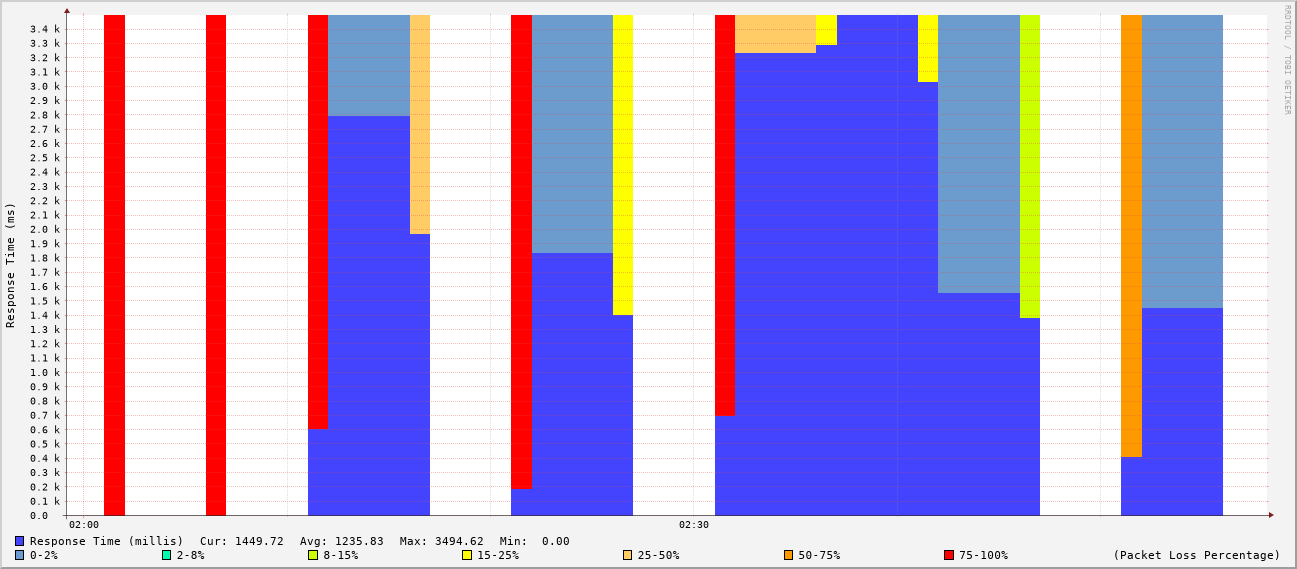 RRDTOOL / TOBI OETIKER
Response Time (ms)
3.4 k
3.3 k
3.2 k
3.1 k
3.0 k
2.9 k
2.8 k
2.7 k
2.6 k
2.5 k
2.4 k
2.3 k
2.2 k
2.1 k
2.0 k
1.9 k
1.8 k
1.7 k
1.6 k
1.5 k
1.4 k
1.3 k
1.2 k
1.1 k
1.0 k
0.9 k
0.8 k
0.7 k
0.6 k
0.5 k
0.4 k
0.3 k
0.2 k
0.1 k
0.0
02:00 02:30
Response Time (millis) Cur: 1449.72 Avg: 1235.83 Max: 3494.62 Min: 0.00
0-2% 2-8% 8-15% 15-25% 25-50% 50-75% 75-100% (Packet Loss Percentage)